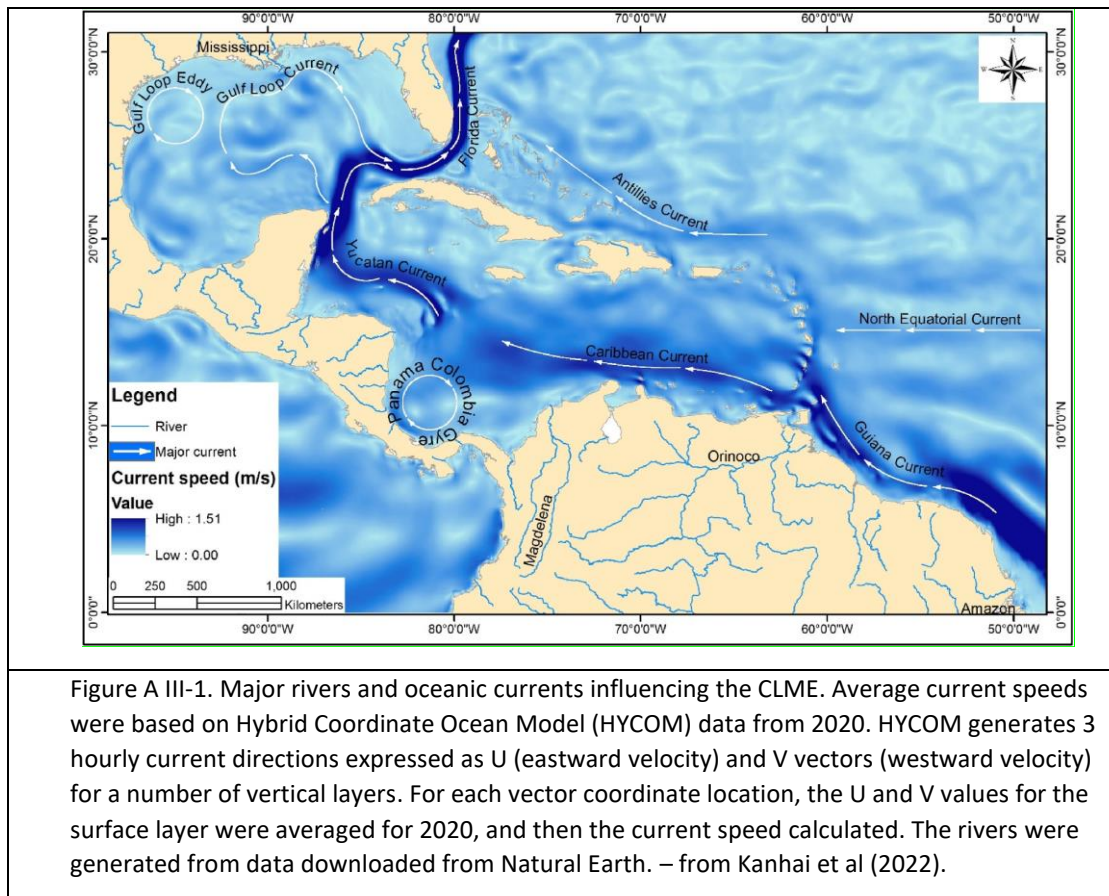 90°0'0"W 80°0'0"W 70°0'0"W 60°0'0"W 50°0'0"W
30°0'0"N
30°0'0"N
Mississippi
Gulf Loop Eddy
Gulf Loop Current
Florida Current
Antillies Current
20°0'0"N
20°0'0"N
Yucatan Current
North Equatorial Current
Caribbean Current
Panama Colombia Gyre
Guiana Current
10°0'0"N
10°0'0"N
Orinoco
Magdelena
Amazon
N
W E
S
Legend
River
Major current
Current speed (m/s)
Value
High : 1.51
Low : 0.00
0 250 500 1,000
Kilometers
0°0'0"
0°0'0"
90°0'0"W 80°0'0"W 70°0'0"W 60°0'0"W 50°0'0"W
Figure A III-1. Major rivers and oceanic currents influencing the CLME. Average current speeds
were based on Hybrid Coordinate Ocean Model (HYCOM) data from 2020. HYCOM generates 3
hourly current directions expressed as U (eastward velocity) and V vectors (westward velocity)
for a number of vertical layers. For each vector coordinate location, the U and V values for the
surface layer were averaged for 2020, and then the current speed calculated. The rivers were
generated from data downloaded from Natural Earth. – from Kanhai et al (2022).